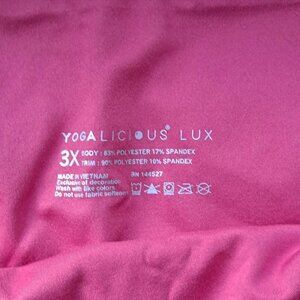 YOGALICIOUS® LUX
3X BODY : 83% POLYESTER 17% SPANDEX
TRIM : 90% POLYESTER 10% SPANDEX
MADE IN VIETNAM RN 144527
Exclusive of decoration
Wash with like colors
Do not use fabric softener